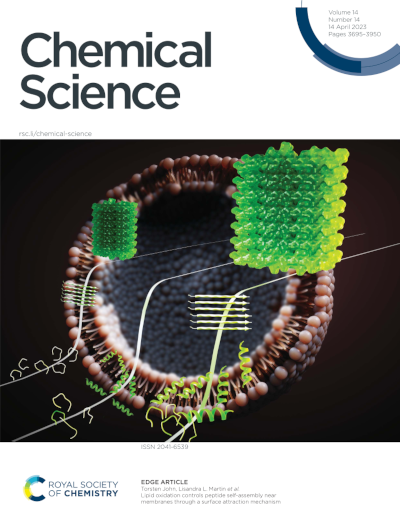 Volume 14
Number 14
14 April 2023
Pages 3695–3950
Chemical
Science
rsc.li/chemical-science
ISSN 2041-6539
ROYAL SOCIETY
OF CHEMISTRY
EDGE ARTICLE
Torsten John, Lisandra L. Martin et al.
Lipid oxidation controls peptide self-assembly near
membranes through a surface attraction mechanism